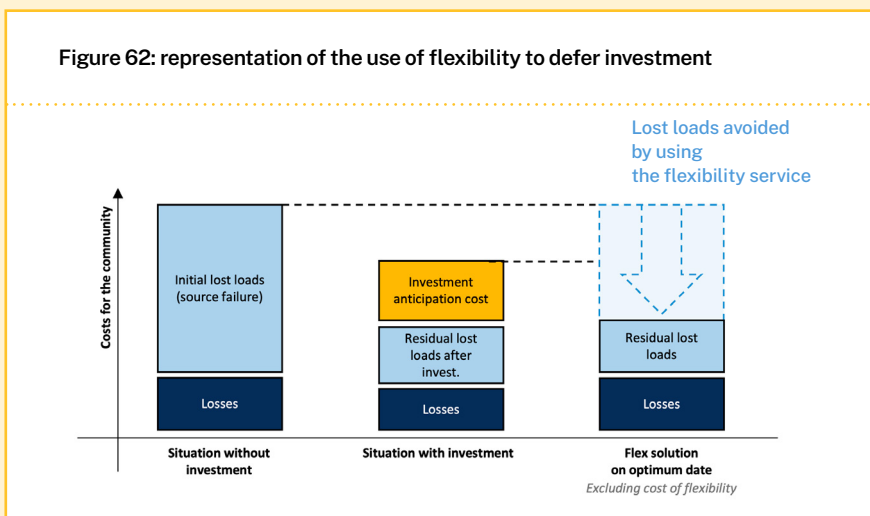 Figure 62: representation of the use of flexibility to defer investment
Lost loads avoided
by using
the flexibility service
Costs for the community
Initial lost loads
(source failure)
Losses
Investment
anticipation cost
Residual lost
loads after
invest.
Losses
Residual lost
loads
Losses
Situation without
investment
Situation with investment
Flex solution
on optimum date
Excluding cost of flexibility